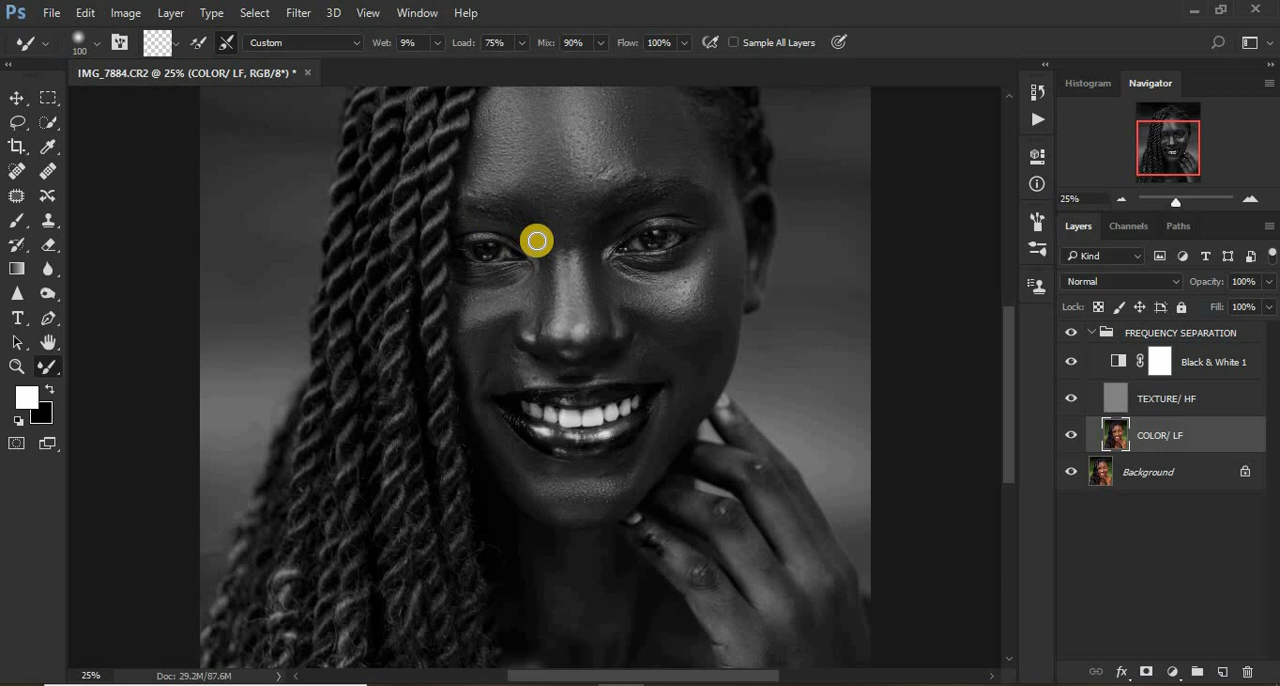 Ps File Edit Image Layer Type Select Filter 3D View Window Help
100 Custom Wet: 9% Load: 75% Mix: 90% Flow: 100% Sample All Layers
IMG_7884.CR2 @ 25% (COLOR/ LF, RGB/8*) * ×
Histogram Navigator
25%
Layers Channels Paths
Kind
Normal Opacity: 100%
Lock: Fill: 100%
FREQUENCY SEPARATION
Black & White 1
TEXTURE/ HF
COLOR/ LF
Background
25% Doc: 29.2M/87.6M
fx